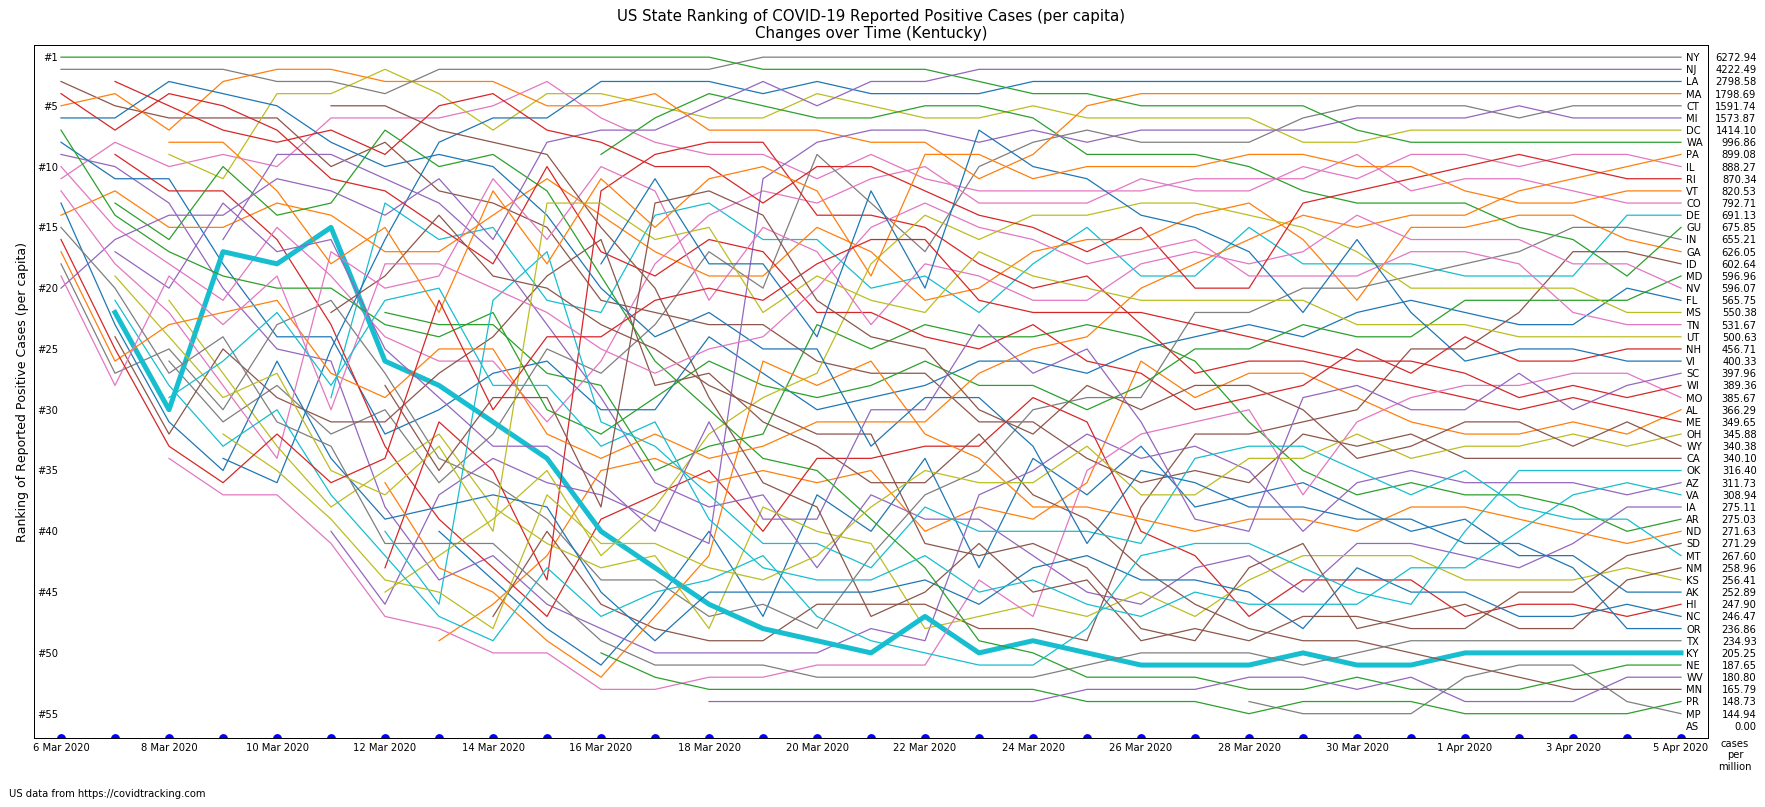 US State Ranking of COVID-19 Reported Positive Cases (per capita)
Changes over Time (Kentucky)
Ranking of Reported Positive Cases (per capita)
#1
#5
#10
#15
#20
#25
#30
#35
#40
#45
#50
#55
NY 6272.94
NJ 4222.49
LA 2798.58
MA 1798.69
CT 1591.74
MI 1573.87
DC 1414.10
WA 996.86
PA 899.08
IL 888.27
RI 870.34
VT 820.53
CO 792.71
DE 691.13
GU 675.85
IN 655.21
GA 626.05
ID 602.64
MD 596.96
NV 596.07
FL 565.75
MS 550.38
TN 531.67
UT 500.63
NH 456.71
VI 400.33
SC 397.96
WI 389.36
MO 385.67
AL 366.29
ME 349.65
OH 345.88
WY 340.38
CA 340.10
OK 316.40
AZ 311.73
VA 308.94
IA 275.11
AR 275.03
ND 271.63
SD 271.29
MT 267.60
NM 258.96
KS 256.41
AK 252.89
HI 247.90
NC 246.47
OR 236.86
TX 234.93
KY 205.25
NE 187.65
WV 180.80
MN 165.79
PR 148.73
MP 144.94
AS 0.00
6 Mar 2020 8 Mar 2020 10 Mar 2020 12 Mar 2020 14 Mar 2020 16 Mar 2020 18 Mar 2020 20 Mar 2020 22 Mar 2020 24 Mar 2020 26 Mar 2020 28 Mar 2020 30 Mar 2020 1 Apr 2020 3 Apr 2020 5 Apr 2020
cases
per
million
US data from https://covidtracking.com